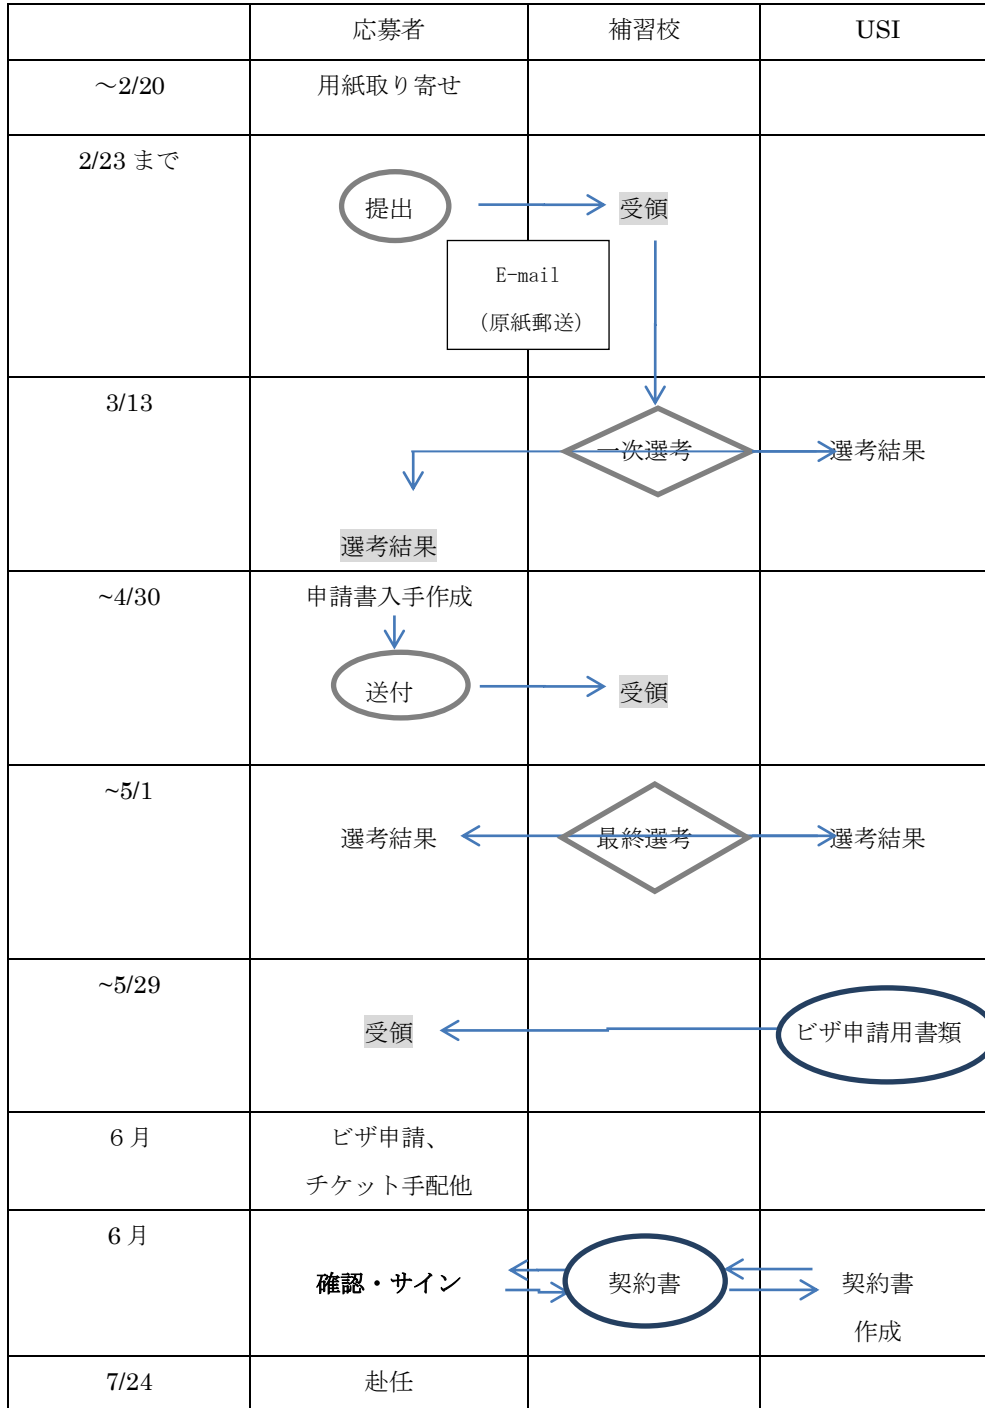 応募者 補習校 USI
～2/20 用紙取り寄せ
2/23 まで
提出 受領
E-mail
（原紙郵送）
3/13
一次選考 選考結果
選考結果
~4/30 申請書入手作成
送付 受領
~5/1
選考結果 最終選考 選考結果
~5/29
受領 ビザ申請用書類
６月 ビザ申請、
チケット手配他
6 月
確認・サイン 契約書 契約書
作成
7/24 赴任